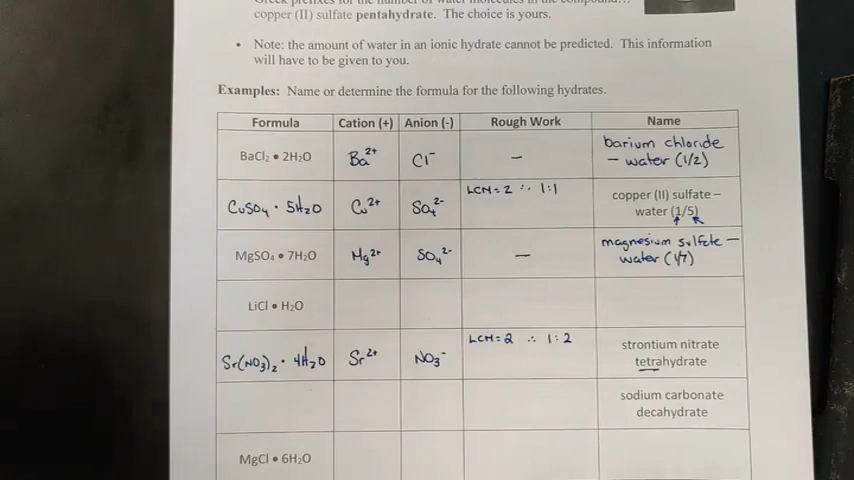 copper (II) sulfate pentahydrate. The choice is yours.
• Note: the amount of water in an ionic hydrate cannot be predicted. This information
will have to be given to you.
Examples: Name or determine the formula for the following hydrates.
Formula Cation (+) Anion (-) Rough Work Name
BaCl₂ • 2H₂O Ba²⁺ Cl⁻ — barium chloride
– water (1/2)
CuSO₄ • 5H₂O Cu²⁺ SO₄²⁻ LCM=2 ∴ 1:1 copper (II) sulfate –
water (1/5)
MgSO₄ • 7H₂O Mg²⁺ SO₄²⁻ — magnesium sulfate –
water (1/7)
LiCl • H₂O
Sr(NO₃)₂ • 4H₂O Sr²⁺ NO₃⁻ LCM=2 ∴ 1:2 strontium nitrate
tetrahydrate
sodium carbonate
decahydrate
MgCl • 6H₂O